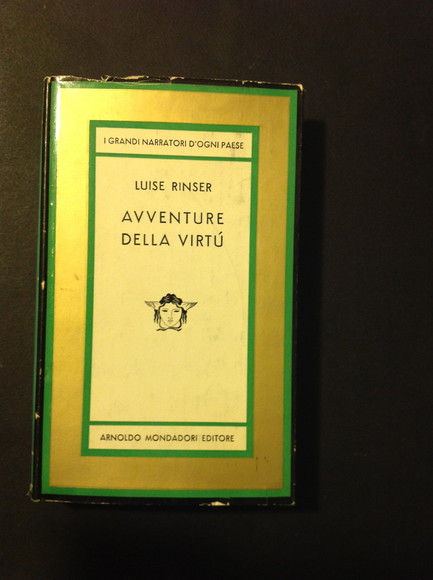 I GRANDI NARRATORI D'OGNI PAESE
LUISE RINSER
AVVENTURE
DELLA VIRTÚ
ARNOLDO MONDADORI EDITORE